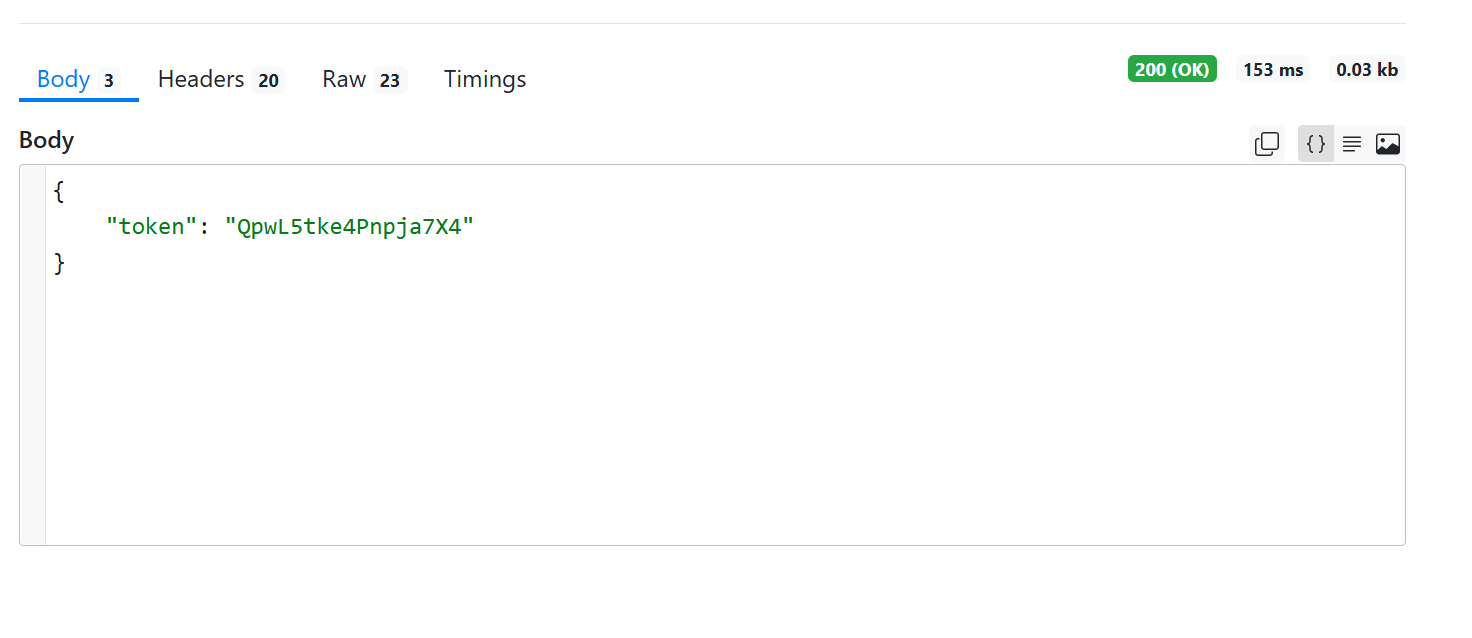 Body 3 Headers 20 Raw 23 Timings 200 (OK) 153 ms 0.03 kb
Body
{
"token": "QpwL5tke4Pnpja7X4"
}